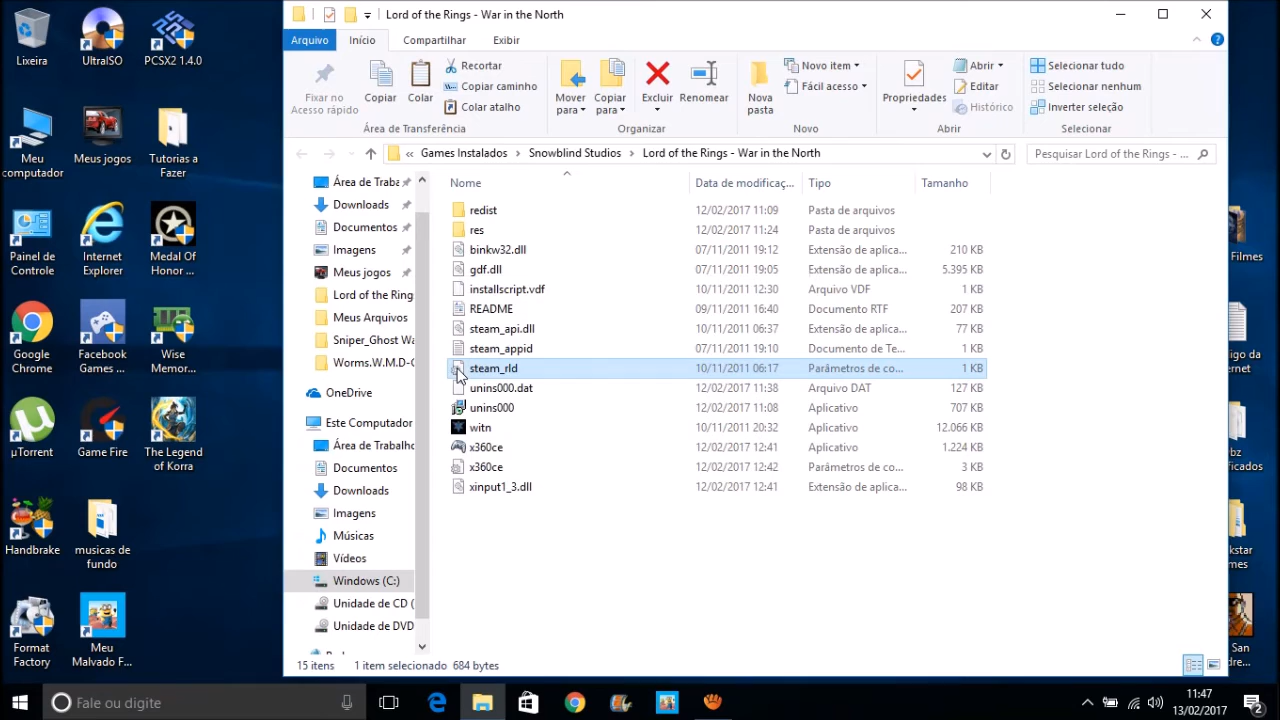 Lord of the Rings - War in the North
Arquivo Início Compartilhar Exibir
Fixar no Acesso rápido
Copiar
Colar
Recortar
Copiar caminho
Colar atalho
Área de Transferência
Mover para
Copiar para
Excluir
Renomear
Organizar
Nova pasta
Novo item
Fácil acesso
Novo
Propriedades
Abrir
Editar
Histórico
Abrir
Selecionar tudo
Selecionar nenhum
Inverter seleção
Selecionar
« Games Instalados > Snowblind Studios > Lord of the Rings - War in the North
Pesquisar Lord of the Rings - ...
Nome Data de modificaç... Tipo Tamanho
redist 12/02/2017 11:09 Pasta de arquivos
res 12/02/2017 11:24 Pasta de arquivos
binkw32.dll 07/11/2011 19:12 Extensão de aplica... 210 KB
gdf.dll 07/11/2011 19:05 Extensão de aplica... 5.395 KB
installscript.vdf 10/11/2011 12:30 Arquivo VDF 1 KB
README 09/11/2011 16:40 Documento RTF 207 KB
steam_api.dll 10/11/2011 06:37 Extensão de aplica... 77 KB
steam_appid 07/11/2011 19:10 Documento de Te... 1 KB
steam_rld 10/11/2011 06:17 Parâmetros de co... 1 KB
unins000.dat 12/02/2017 11:38 Arquivo DAT 127 KB
unins000 12/02/2017 11:08 Aplicativo 707 KB
witn 10/11/2011 20:32 Aplicativo 12.066 KB
x360ce 12/02/2017 12:41 Aplicativo 1.224 KB
x360ce 12/02/2017 12:42 Parâmetros de co... 3 KB
xinput1_3.dll 12/02/2017 12:41 Extensão de aplica... 98 KB
Área de Traba
Downloads
Documentos
Imagens
Meus jogos
Lord of the Ring
Meus Arquivos
Sniper_Ghost Wa
Worms.W.M.D-C
OneDrive
Este Computador
Área de Trabalho
Documentos
Downloads
Imagens
Músicas
Vídeos
Windows (C:)
Unidade de CD (
Unidade de DVD
15 itens 1 item selecionado 684 bytes
Lixeira
UltraISO
PCSX2 1.4.0
Meu computador
Meus jogos
Tutorias a Fazer
Painel de Controle
Internet Explorer
Medal Of Honor ...
Google Chrome
Facebook Games ...
Wise Memor...
µTorrent
Game Fire
The Legend of Korra
Handbrake
musicas de fundo
Format Factory
Meu Malvado F...
Filmes
igo da
ernet
bz
ificados
kstar
mes
San
dre...
Fale ou digite
11:47
13/02/2017
2